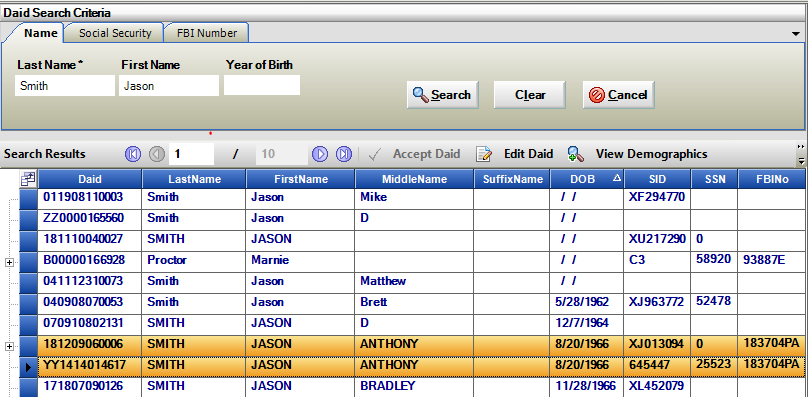 Daid Search Criteria
Name Social Security FBI Number
Last Name * First Name Year of Birth
Smith Jason Search Clear Cancel
Search Results 1 / 10 Accept Daid Edit Daid View Demographics
Daid LastName FirstName MiddleName SuffixName DOB SID SSN FBINo
011908110003 Smith Jason Mike / / XF294770
ZZ0000165560 Smith Jason D / /
181110040027 SMITH JASON / / XU217290 0
B00000166928 Proctor Marnie / / C3 58920 93887E
041112310073 Smith Jason Matthew / /
040908070053 Smith Jason Brett 5/28/1962 XJ963772 52478
070910802131 SMITH JASON D 12/7/1964
181209060006 SMITH JASON ANTHONY 8/20/1966 XJ013094 0 183704PA
YY1414014617 SMITH JASON ANTHONY 8/20/1966 645447 25523 183704PA
171807090126 SMITH JASON BRADLEY 11/28/1966 XL452079